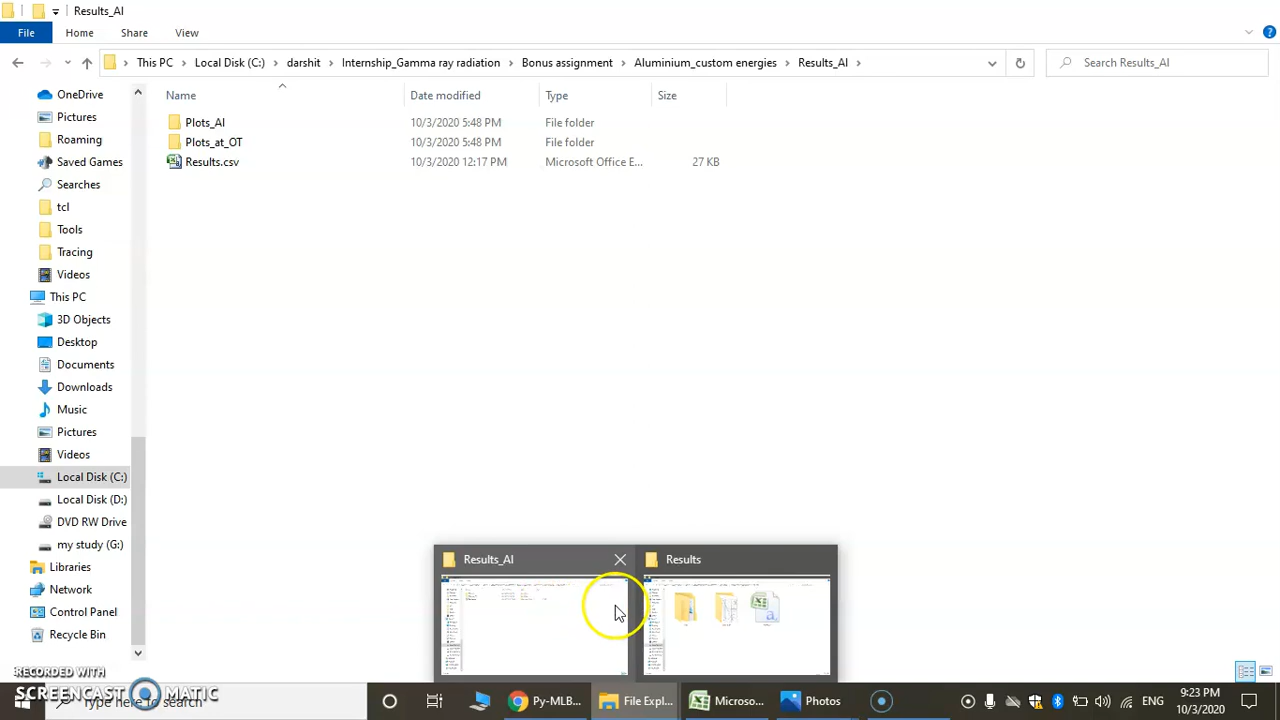 Results_Al
File Home Share View
This PC Local Disk (C:) darshit Internship_Gamma ray radiation Bonus assignment Aluminium_custom energies Results_Al Search Results_Al
Name Date modified Type Size
Plots_Al 10/3/2020 5:48 PM File folder
Plots_at_OT 10/3/2020 5:48 PM File folder
Results.csv 10/3/2020 12:17 PM Microsoft Office E... 27 KB
OneDrive
Pictures
Roaming
Saved Games
Searches
tcl
Tools
Tracing
Videos
This PC
3D Objects
Desktop
Documents
Downloads
Music
Pictures
Videos
Local Disk (C:)
Local Disk (D:)
DVD RW Drive
my study (G:)
Libraries
Network
Control Panel
Recycle Bin
Results_Al Results
RECORDED WITH
SCREENCAST MATIC
Type here to search
Py-MLB... File Expl... Microso... Photos
ENG
9:23 PM
10/3/2020